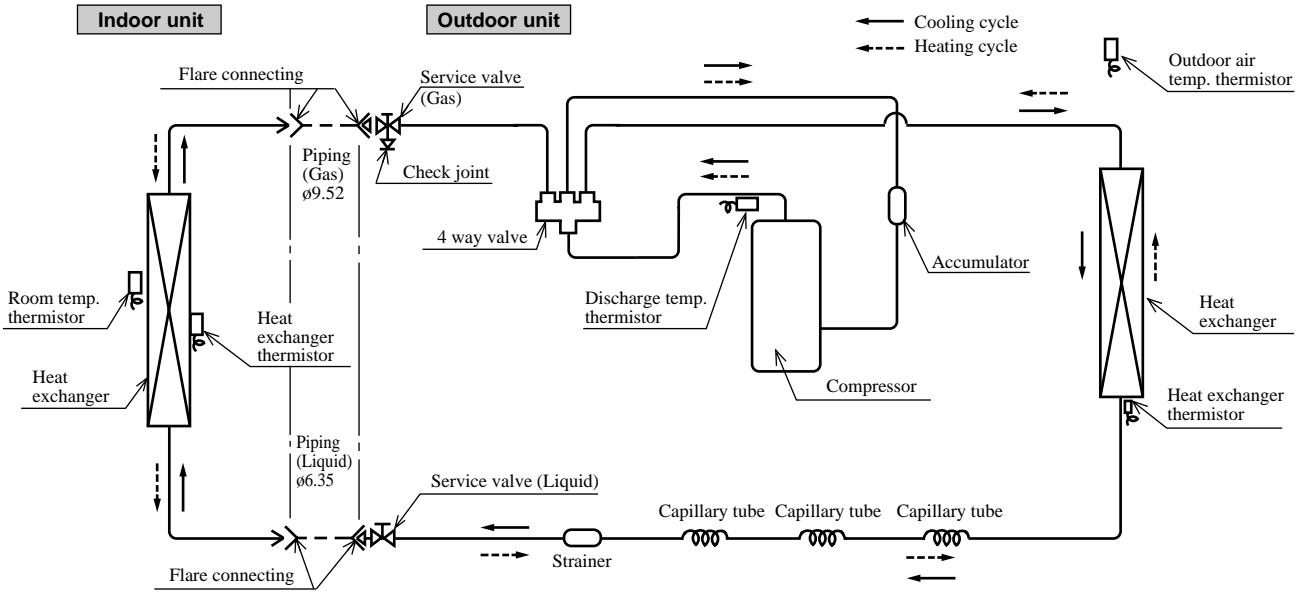 Indoor unit
Outdoor unit
Cooling cycle
Heating cycle
Outdoor air
temp. thermistor
Flare connecting
Service valve
(Gas)
Piping
(Gas)
ø9.52
Check joint
4 way valve
Accumulator
Room temp.
thermistor
Heat
exchanger
thermistor
Discharge temp.
thermistor
Heat
exchanger
Heat
exchanger
Compressor
Heat exchanger
thermistor
Piping
(Liquid)
ø6.35
Service valve (Liquid)
Capillary tube
Capillary tube
Capillary tube
Strainer
Flare connecting